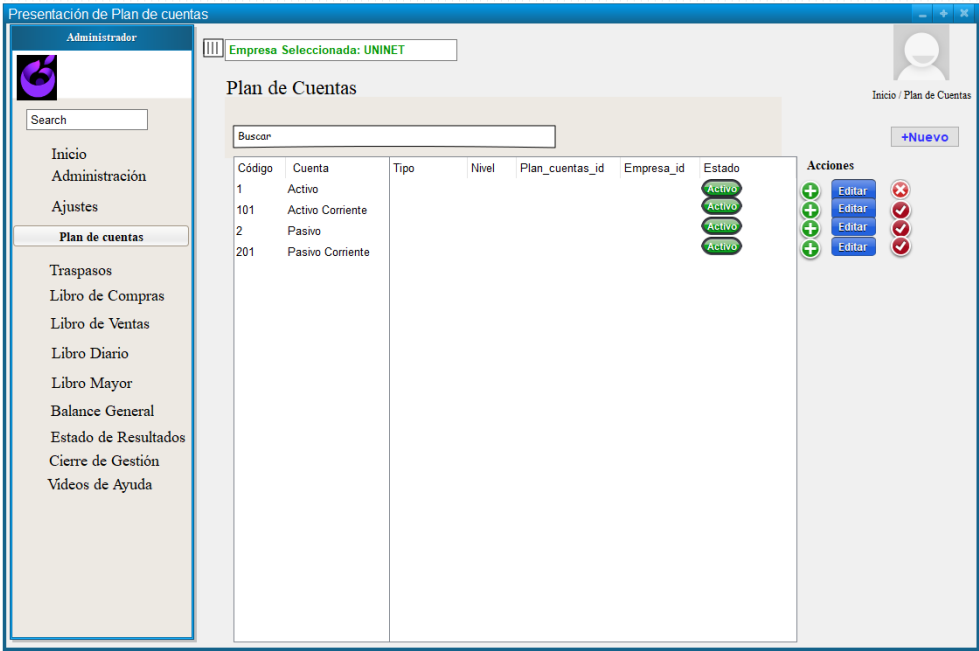 Presentación de Plan de cuentas
Administrador
Search
Inicio
Administración
Ajustes
Plan de cuentas
Traspasos
Libro de Compras
Libro de Ventas
Libro Diario
Libro Mayor
Balance General
Estado de Resultados
Cierre de Gestión
Videos de Ayuda
Empresa Seleccionada: UNINET
Inicio / Plan de Cuentas
Plan de Cuentas
+Nuevo
Buscar
Código Cuenta Tipo Nivel Plan_cuentas_id Empresa_id Estado Acciones
1 Activo Activo Editar
101 Activo Corriente Activo Editar
2 Pasivo Activo Editar
201 Pasivo Corriente Activo Editar